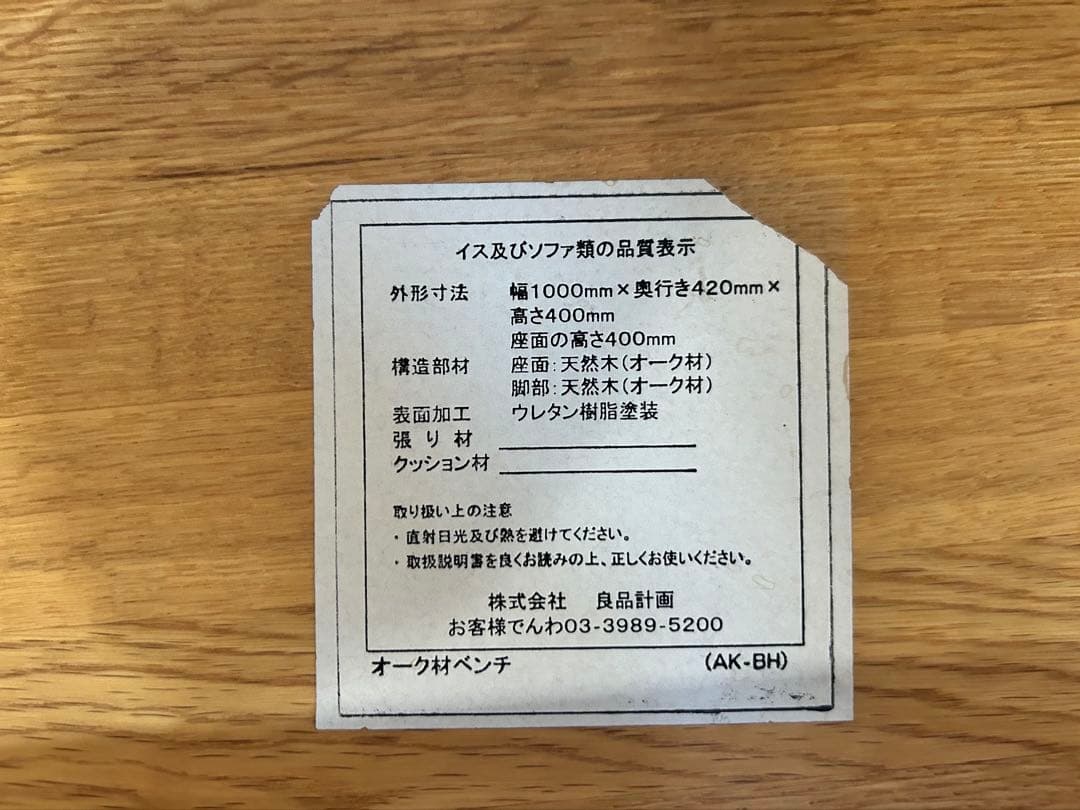 イス及びソファ類の品質表示
外形寸法 幅1000mm×奥行き420mm×
高さ400mm
座面の高さ400mm
構造部材 座面:天然木(オーク材)
脚部:天然木(オーク材)
表面加工 ウレタン樹脂塗装
張り材
クッション材
取り扱い上の注意
・直射日光及び熱を避けてください。
・取扱説明書を良くお読みの上、正しくお使いください。
株式会社 良品計画
お客様でんわ03-3989-5200
オーク材ベンチ (AK-BH)